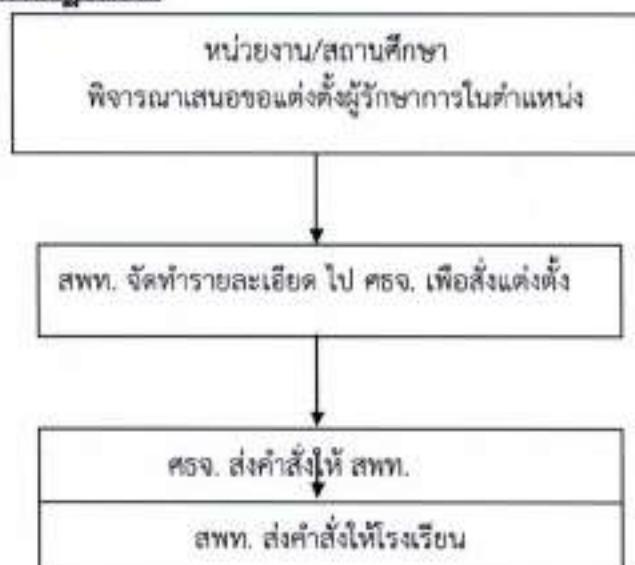 หน่วยงาน/สถานศึกษา
พิจารณาเสนอขอแต่งตั้งผู้รักษาการในตำแหน่ง
สพท. จัดทำรายละเอียด ไป ศธจ. เพื่อสั่งแต่งตั้ง
ศธจ. ส่งคำสั่งให้ สพท.
สพท. ส่งคำสั่งให้โรงเรียน